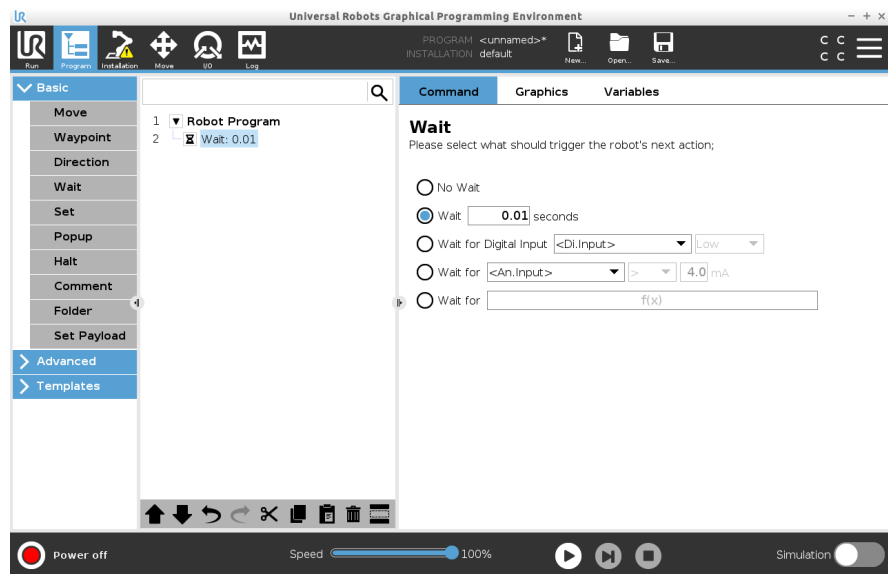 UR Universal Robots Graphical Programming Environment
UR PROGRAM <unnamed>* C C
INSTALLATION default C C
Run Program Installation Move I/O Log New... Open... Save...
Basic
Move
Waypoint
Direction
Wait
Set
Popup
Halt
Comment
Folder
Set Payload
Advanced
Templates
1 Robot Program
2 Wait: 0.01
Command Graphics Variables
Wait
Please select what should trigger the robot's next action;
No Wait
Wait 0.01 seconds
Wait for Digital Input <Di.Input> Low
Wait for <An.Input> > 4.0 mA
Wait for f(x)
Power off Speed 100% Simulation